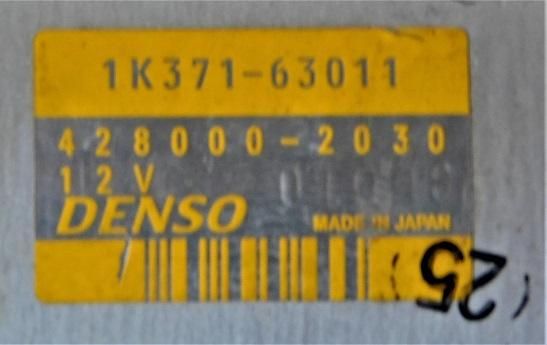 1K371-63011
428000-2030
12V
DENSO MADE IN JAPAN
(25)